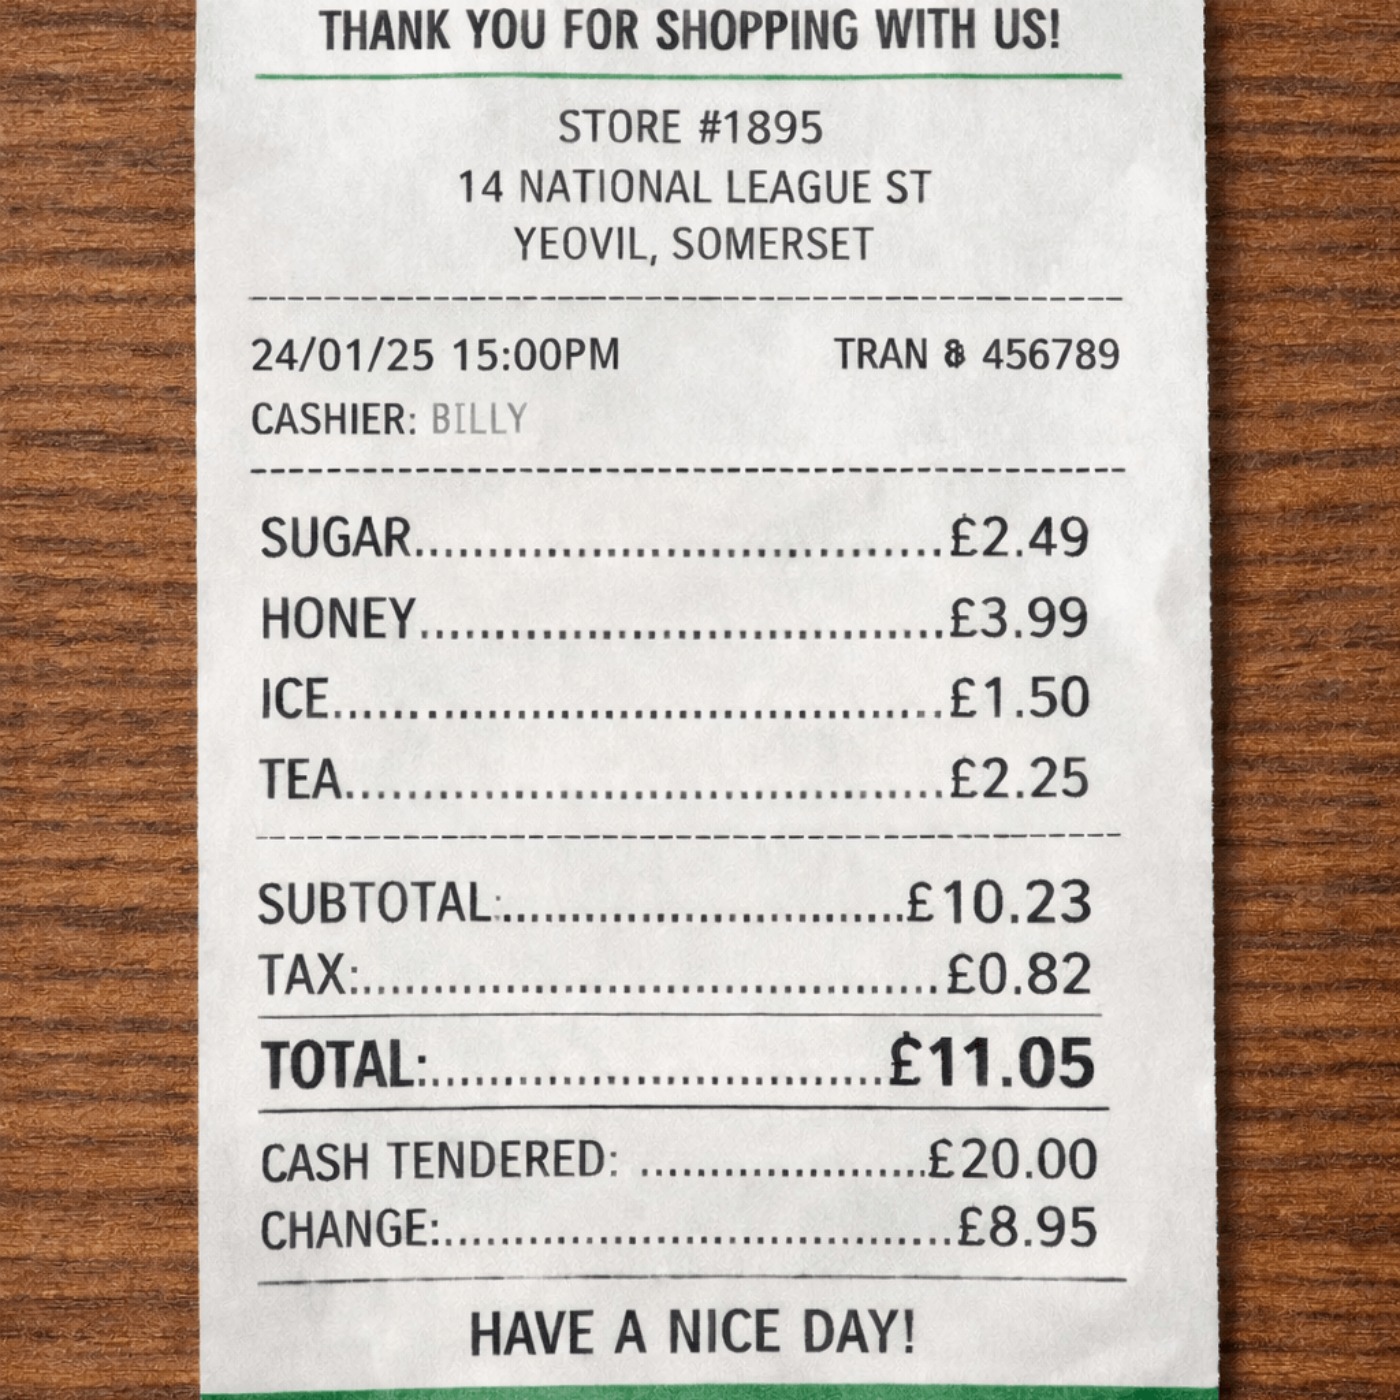 THANK YOU FOR SHOPPING WITH US!
STORE #1895
14 NATIONAL LEAGUE ST
YEOVIL, SOMERSET
24/01/25 15:00PM TRAN 8 456789
CASHIER: BILLY
SUGAR..................................£2.49
HONEY..................................£3.99
ICE..................................£1.50
TEA..................................£2.25
SUBTOTAL:..........................£10.23
TAX:..................................£0.82
TOTAL:..............................£11.05
CASH TENDERED: ....................£20.00
CHANGE:..................................£8.95
HAVE A NICE DAY!